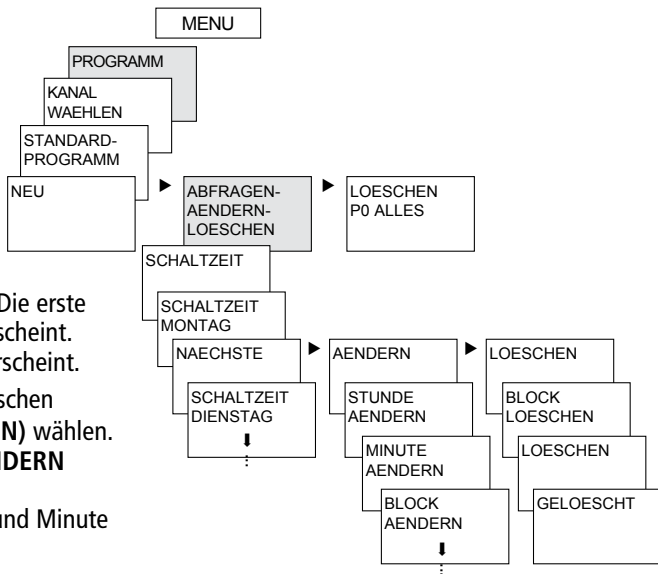 MENU
PROGRAMM
KANAL
WAEHLEN
STANDARD-
PROGRAMM
NEU
ABFRAGEN-
AENDERN-
LOESCHEN
LOESCHEN
P0 ALLES
SCHALTZEIT
SCHALTZEIT
MONTAG
NAECHSTE
SCHALTZEIT
DIENSTAG
AENDERN
STUNDE
AENDERN
MINUTE
AENDERN
BLOCK
AENDERN
LOESCHEN
BLOCK
LOESCHEN
LOESCHEN
GELOESCHT
Die erste
scheint.
rscheint.
schen
N) wählen.
NDERN
und Minute